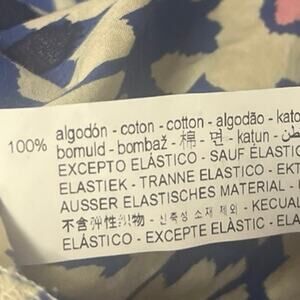 100% algodón - coton - cotton - algodão - kato
bomuld - bombaž - 棉 - 면 - katun -
EXCEPTO ELÁSTICO - SAUF ÉLASTIC
ELASTIEK - TRANNE ELASTICO - EKT
AUSSER ELASTISCHES MATERIAL -
不含弹性织物 - 신축성 소재 제외 - KECUAL
ELÁSTICO - EXCEPTE ELÀSTIC - EL